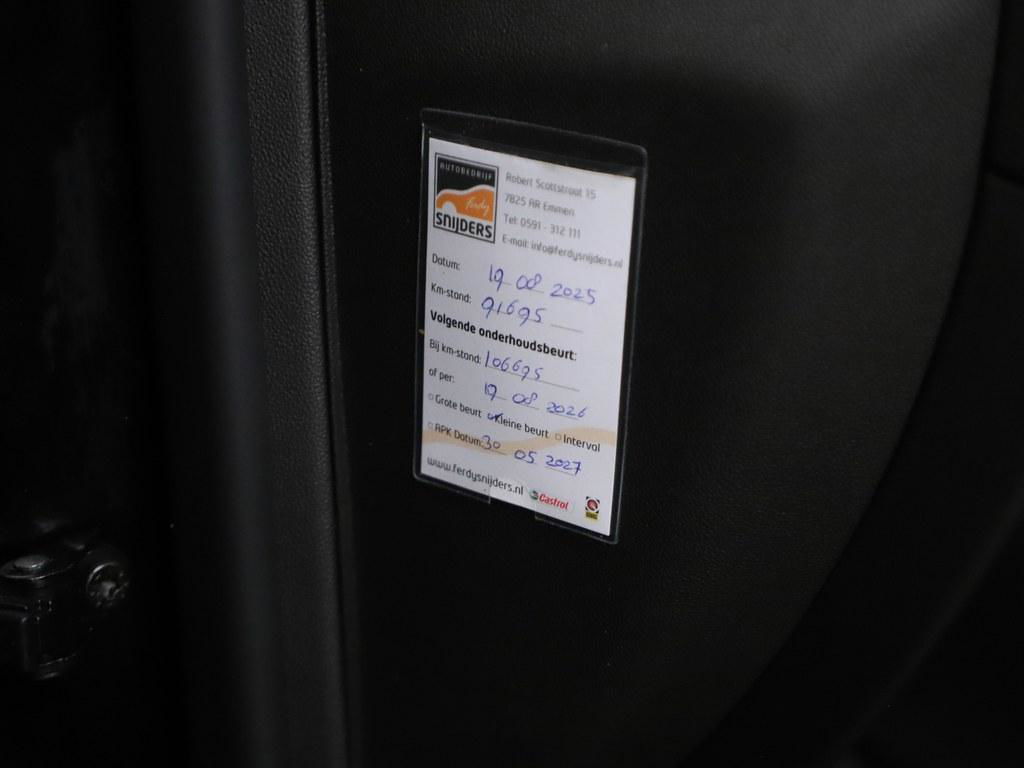 AUTOBEDRIJF
Ferdy
SNIJDERS
Robert Scottstraat 15
7825 AR Emmen
Tel: 0591 - 312 111
E-mail: info@ferdysnijders.nl
Datum: 19 08 2025
Km-stand: 91695
Volgende onderhoudsbeurt:
Bij km-stand: 106695
of per: 19 08 2026
Grote beurt Kleine beurt Interval
APK Datum: 30 05 2027
www.ferdysnijders.nl Castrol